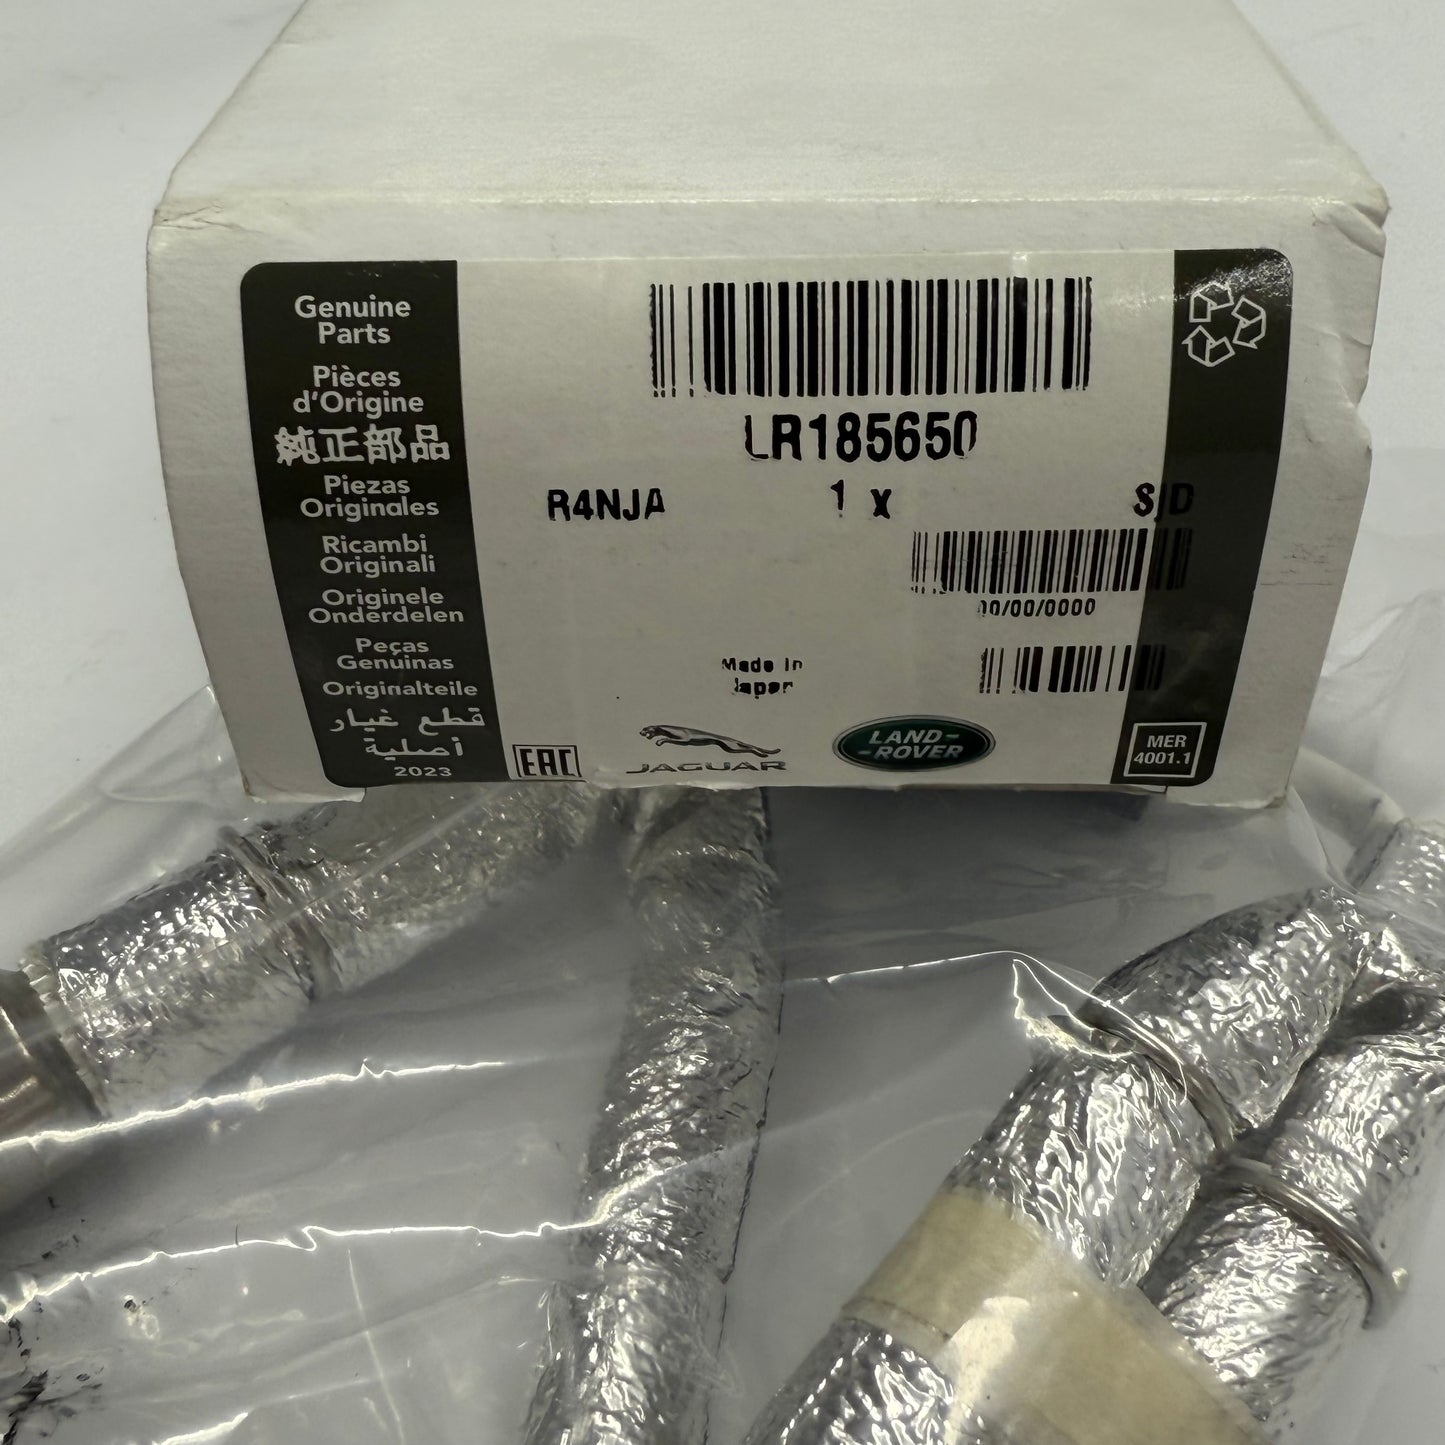 Genuine
Parts
Pièces
d'Origine
純正部品
Piezas
Originales
Ricambi
Originali
Originele
Onderdelen
Peças
Genuinas
Originalteile
قطع غيار
أصلية
2023
EAC
LR185650
R4NJA 1 x S/D
00/00/0000
Made In
Japan
JAGUAR
LAND-
-ROVER
MER
4001.1